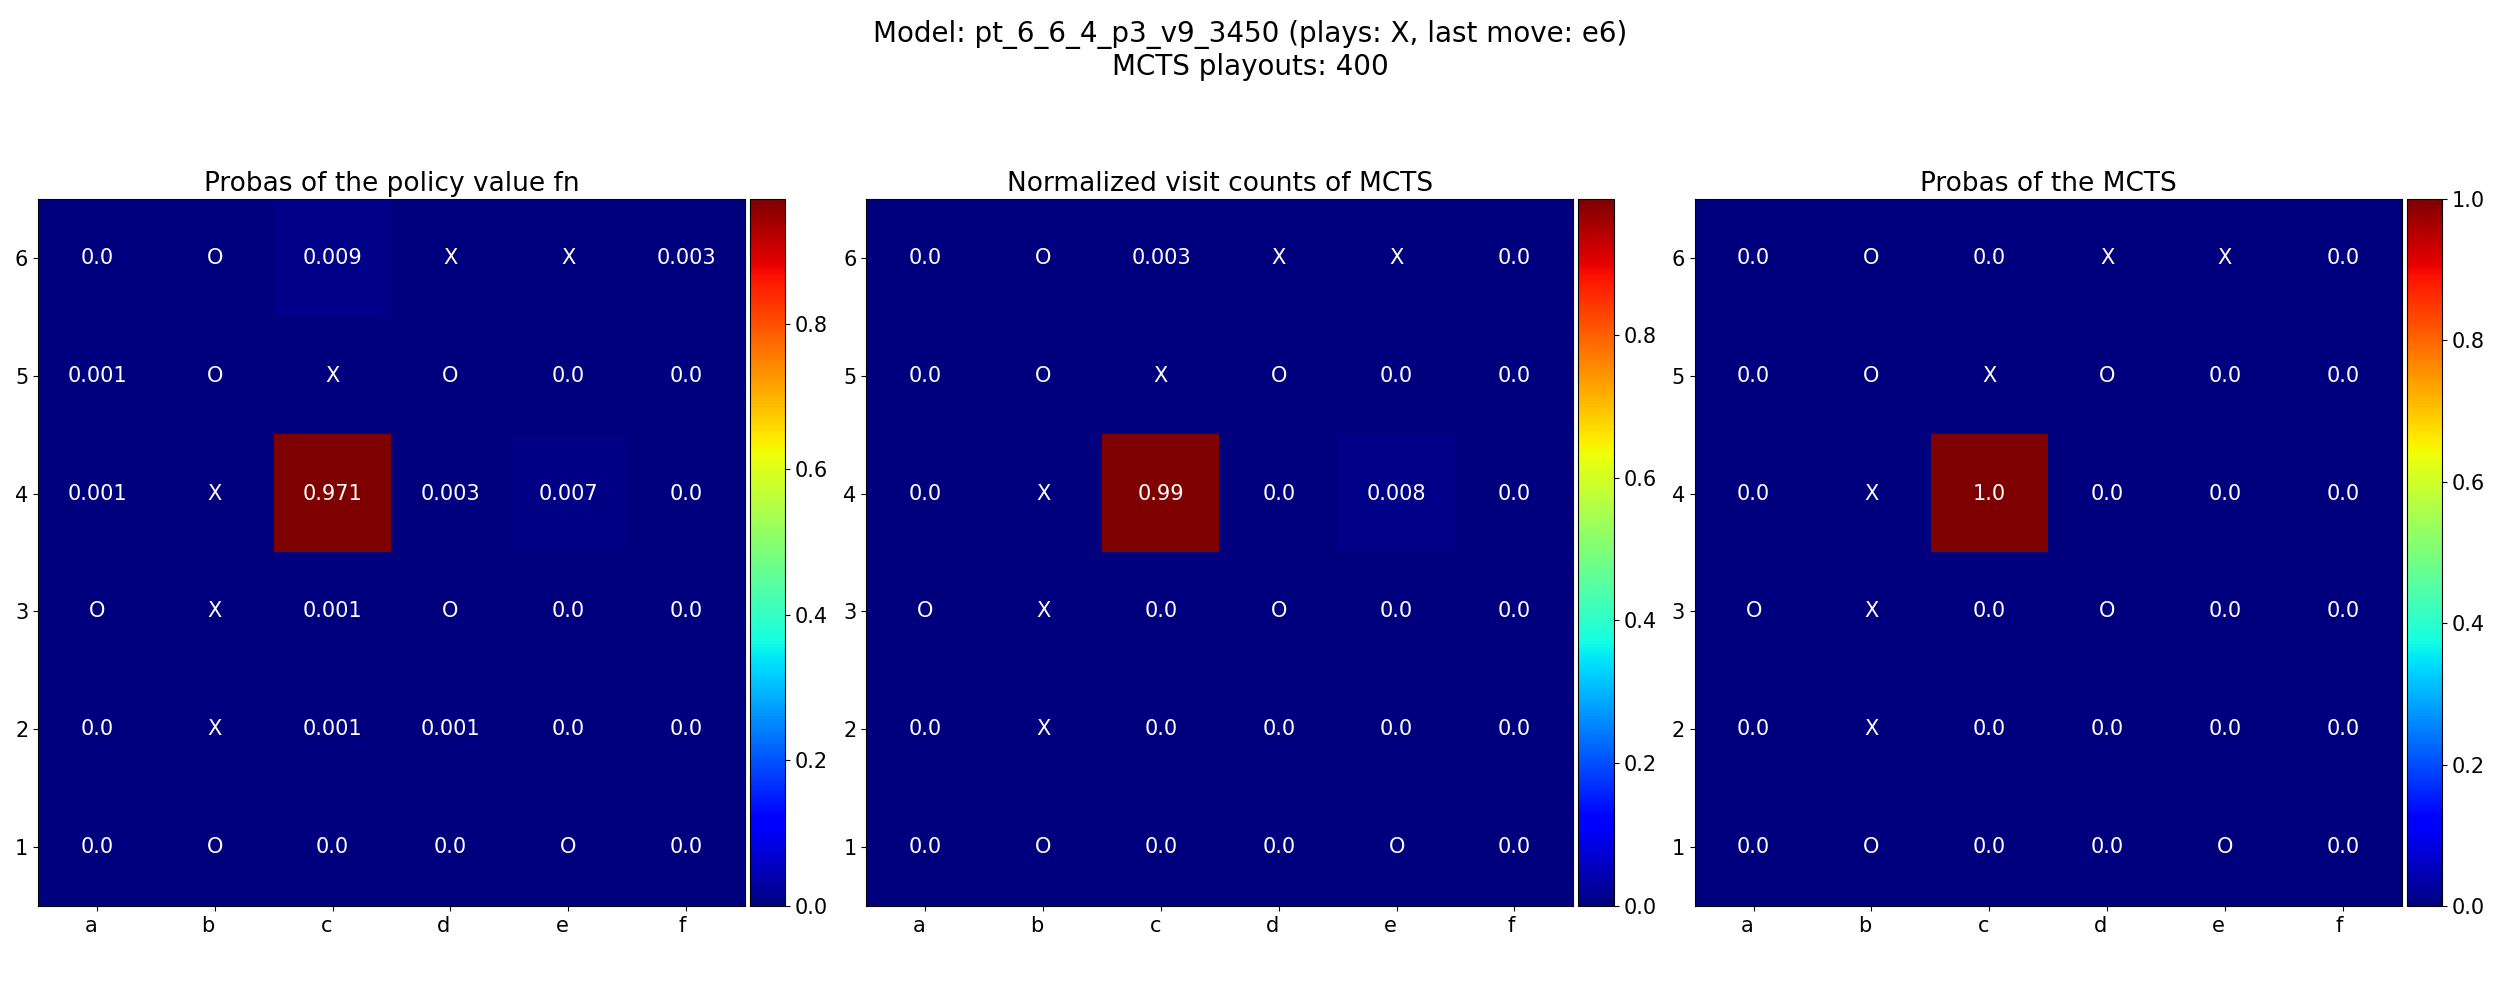 Model: pt_6_6_4_p3_v9_3450 (plays: X, last move: e6)
MCTS playouts: 400
Probas of the policy value fn
6 0.0 O 0.009 X X 0.003
5 0.001 O X O 0.0 0.0
4 0.001 X 0.971 0.003 0.007 0.0
3 O X 0.001 O 0.0 0.0
2 0.0 X 0.001 0.001 0.0 0.0
1 0.0 O 0.0 0.0 O 0.0
a b c d e f
0.8
0.6
0.4
0.2
0.0
Normalized visit counts of MCTS
6 0.0 O 0.003 X X 0.0
5 0.0 O X O 0.0 0.0
4 0.0 X 0.99 0.0 0.008 0.0
3 O X 0.0 O 0.0 0.0
2 0.0 X 0.0 0.0 0.0 0.0
1 0.0 O 0.0 0.0 O 0.0
a b c d e f
0.8
0.6
0.4
0.2
0.0
Probas of the MCTS
6 0.0 O 0.0 X X 0.0
5 0.0 O X O 0.0 0.0
4 0.0 X 1.0 0.0 0.0 0.0
3 O X 0.0 O 0.0 0.0
2 0.0 X 0.0 0.0 0.0 0.0
1 0.0 O 0.0 0.0 O 0.0
a b c d e f
1.0
0.8
0.6
0.4
0.2
0.0